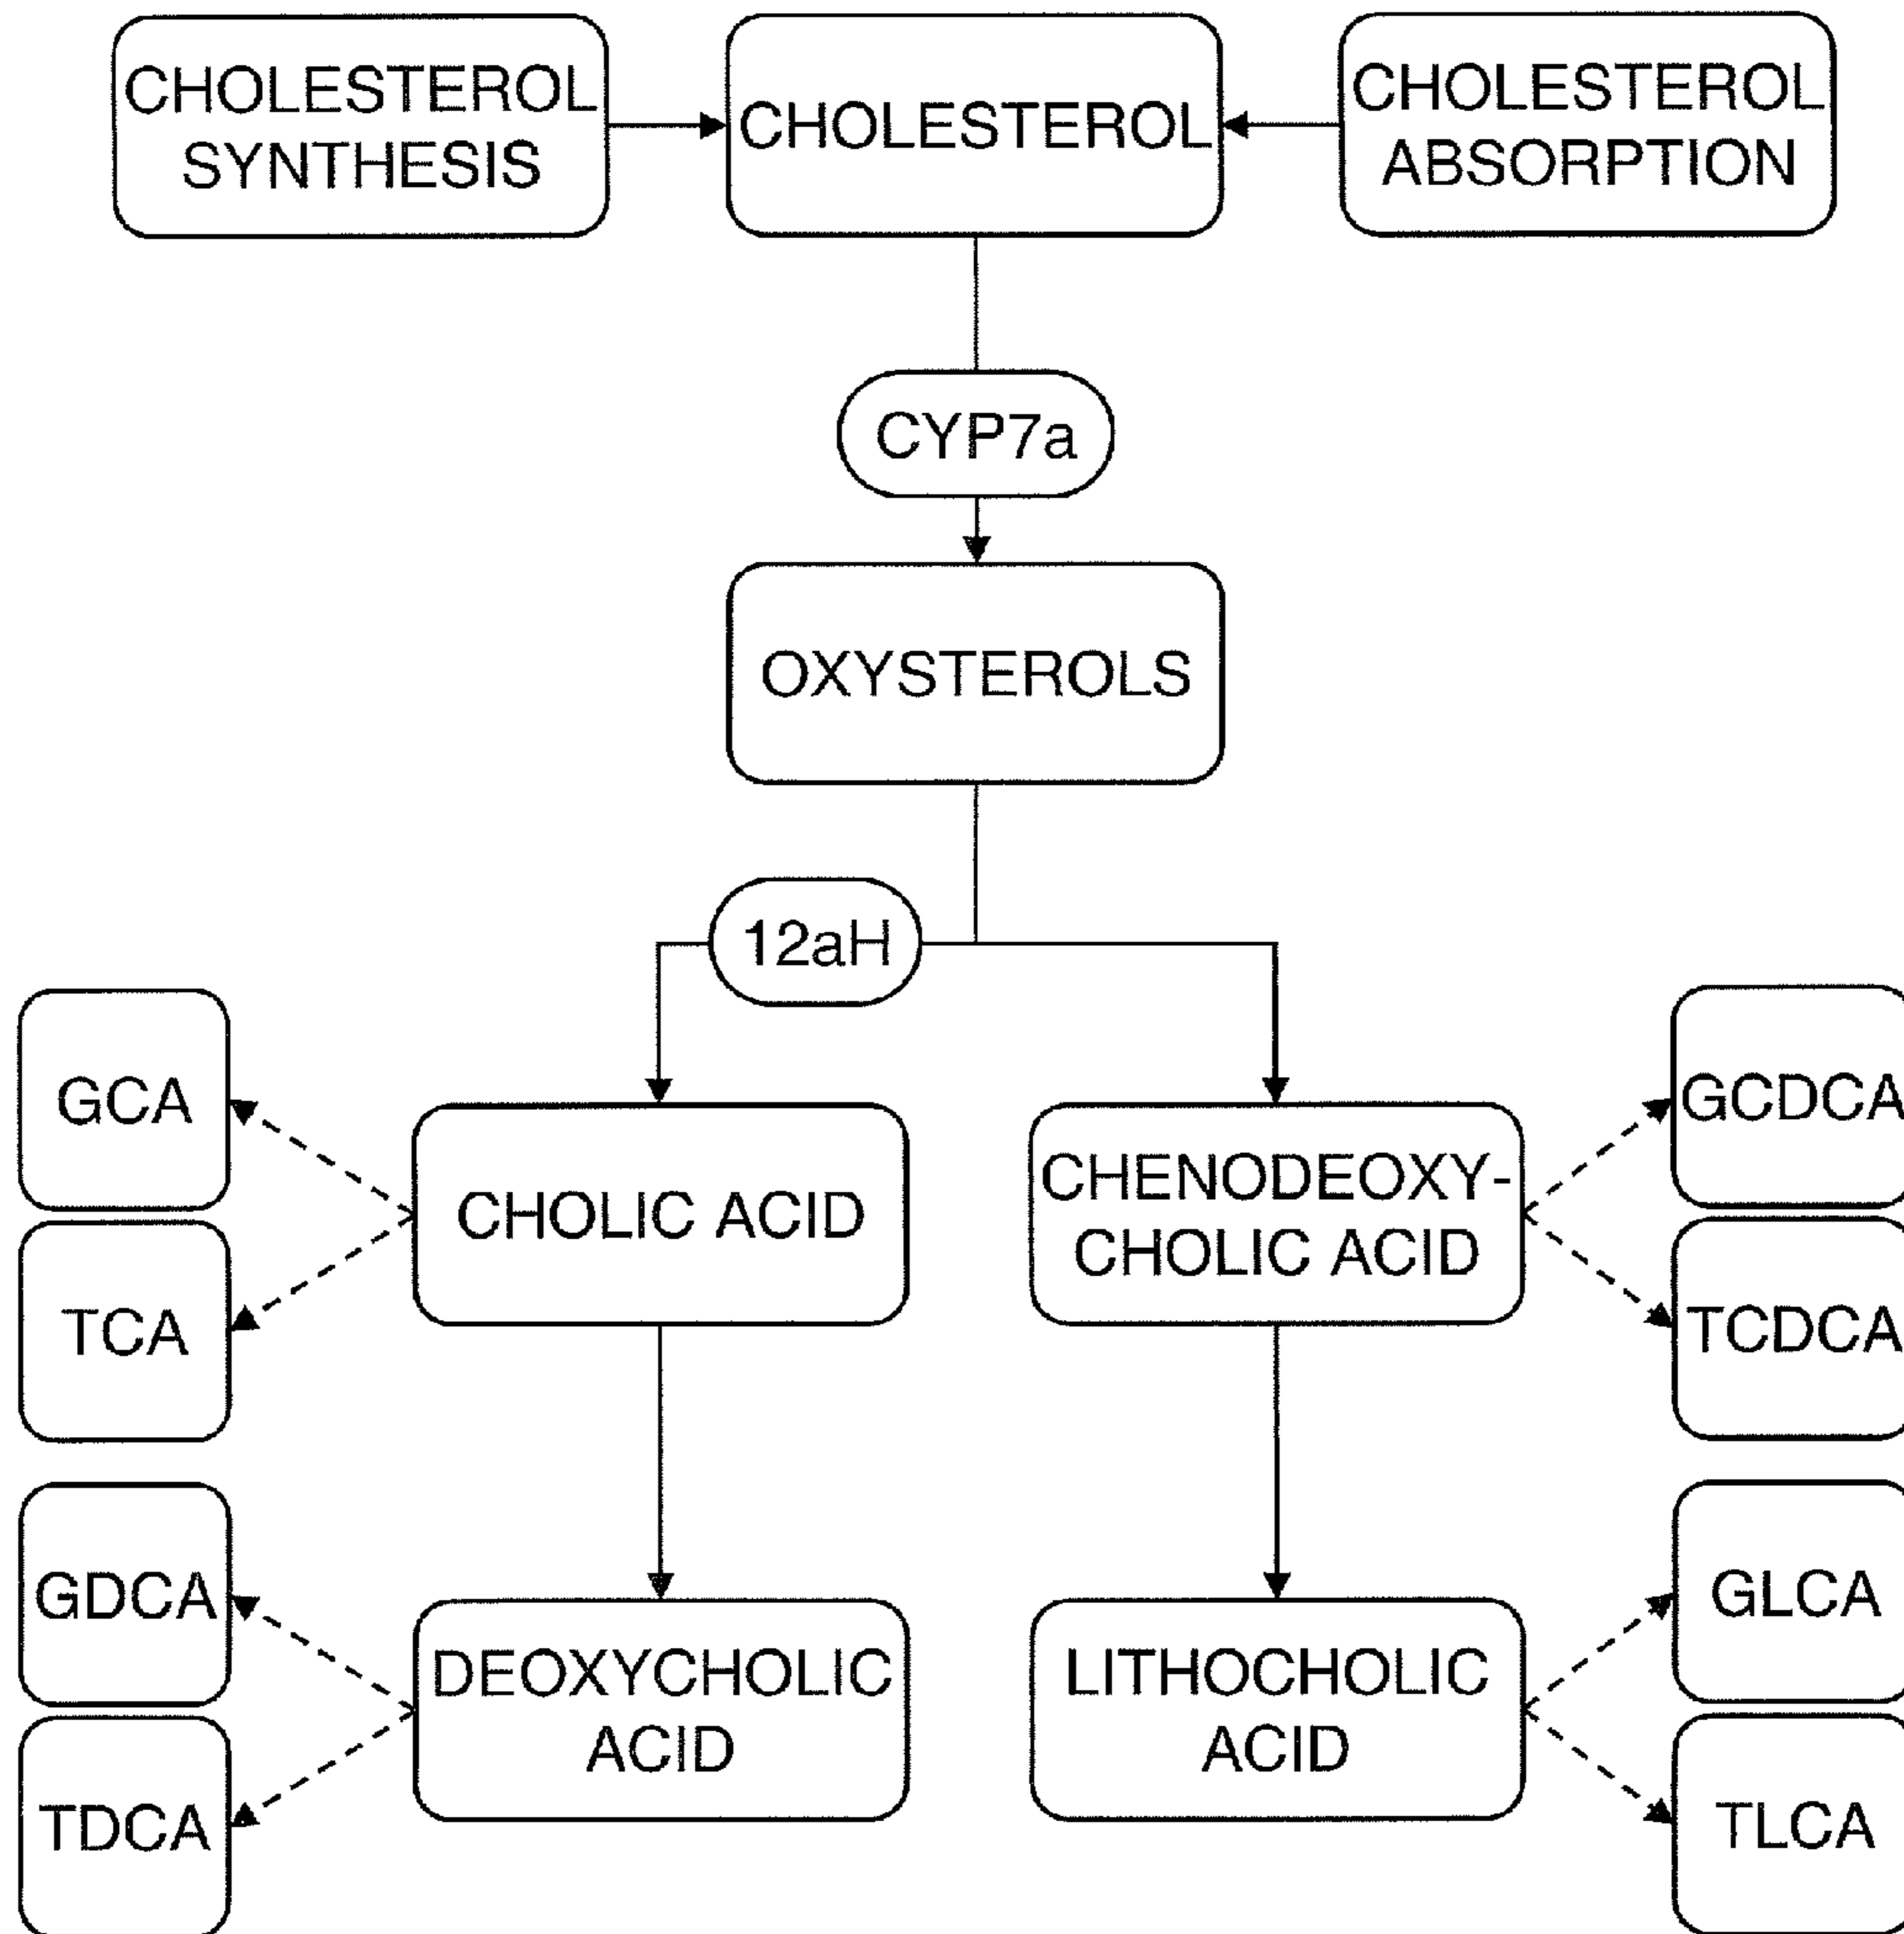 CHOLESTEROL
SYNTHESIS
CHOLESTEROL
CHOLESTEROL
ABSORPTION
CYP7a
OXYSTEROLS
12aH
GCA
TCA
CHOLIC ACID
CHENODEOXY-
CHOLIC ACID
GCDCA
TCDCA
GDCA
TDCA
DEOXYCHOLIC
ACID
LITHOCHOLIC
ACID
GLCA
TLCA